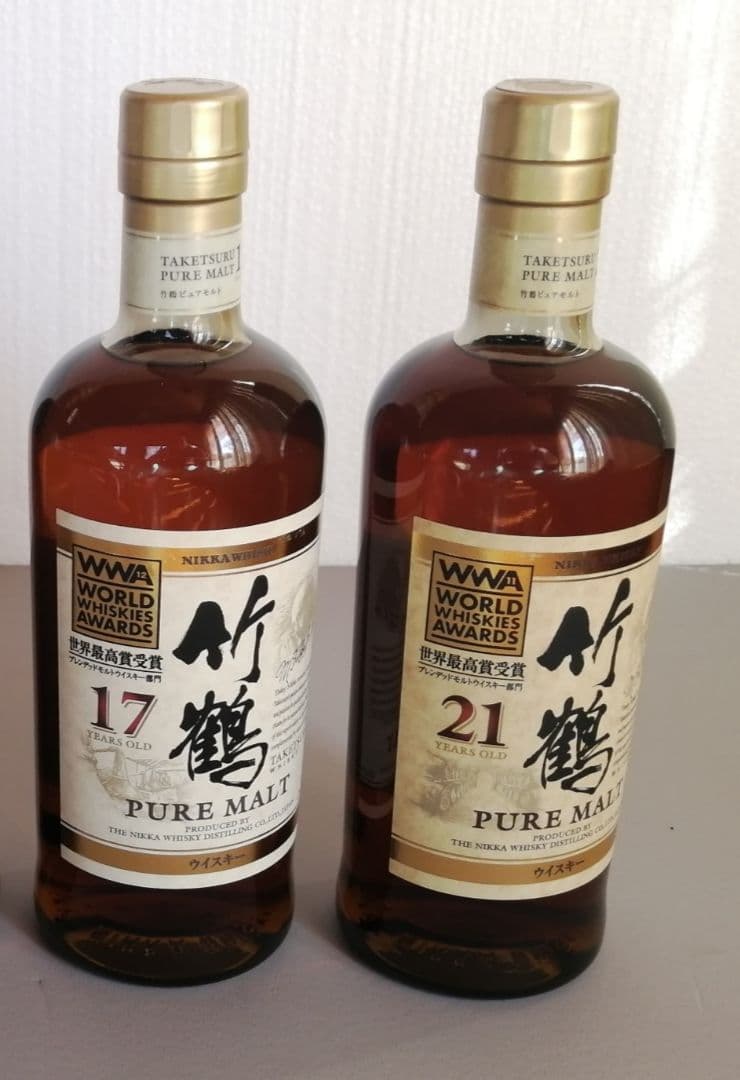 TAKETSURU
PURE MALT
竹鶴ピュアモルト
NIKKA WHISKY
WWA 12
WORLD
WHISKIES
AWARDS
世界最高賞受賞
ブレンデッドモルトウイスキー部門
竹鶴
17
YEARS OLD
PURE MALT
PRODUCED BY
THE NIKKA WHISKY DISTILLING CO., LTD.
ウイスキー
TAKETSURU
PURE MALT
竹鶴ピュアモルト
NIKKA
WWA 11
WORLD
WHISKIES
AWARDS
世界最高賞受賞
ブレンデッドモルトウイスキー部門
竹鶴
21
YEARS OLD
PURE MALT
PRODUCED BY
THE NIKKA WHISKY DISTILLING CO.
ウイスキー